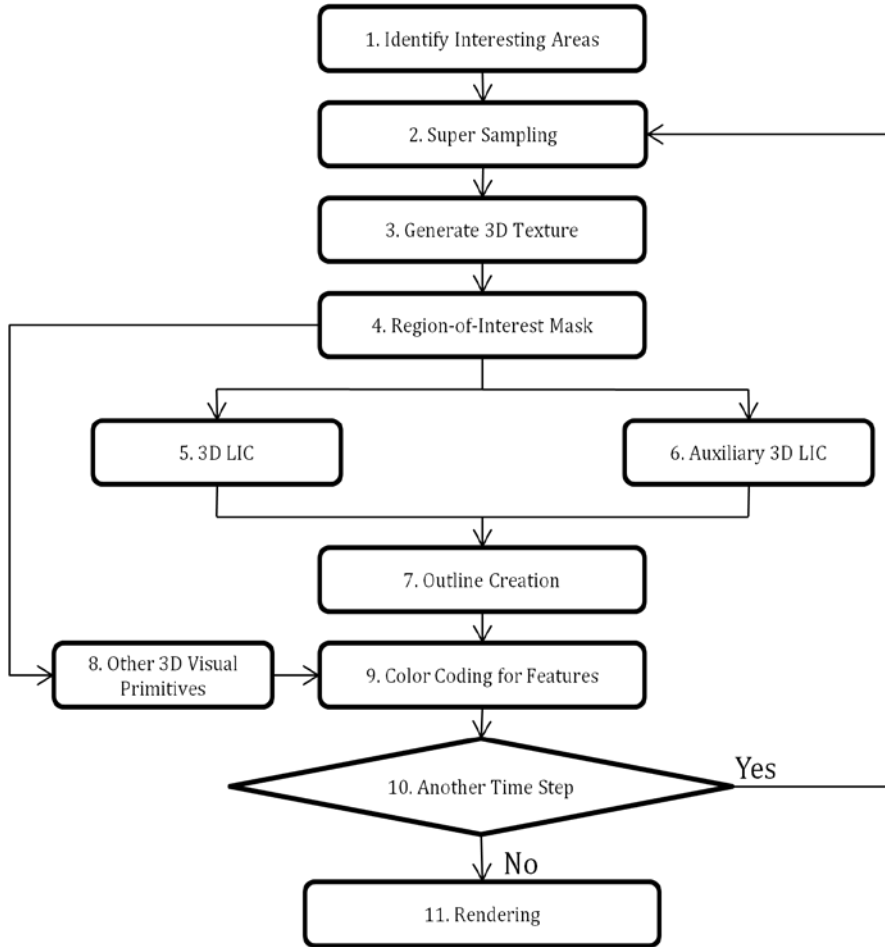 1. Identify Interesting Areas
2. Super Sampling
3. Generate 3D Texture
4. Region-of-Interest Mask
5. 3D LIC
6. Auxiliary 3D LIC
7. Outline Creation
8. Other 3D Visual
Primitives
9. Color Coding for Features
10. Another Time Step
Yes
No
11. Rendering